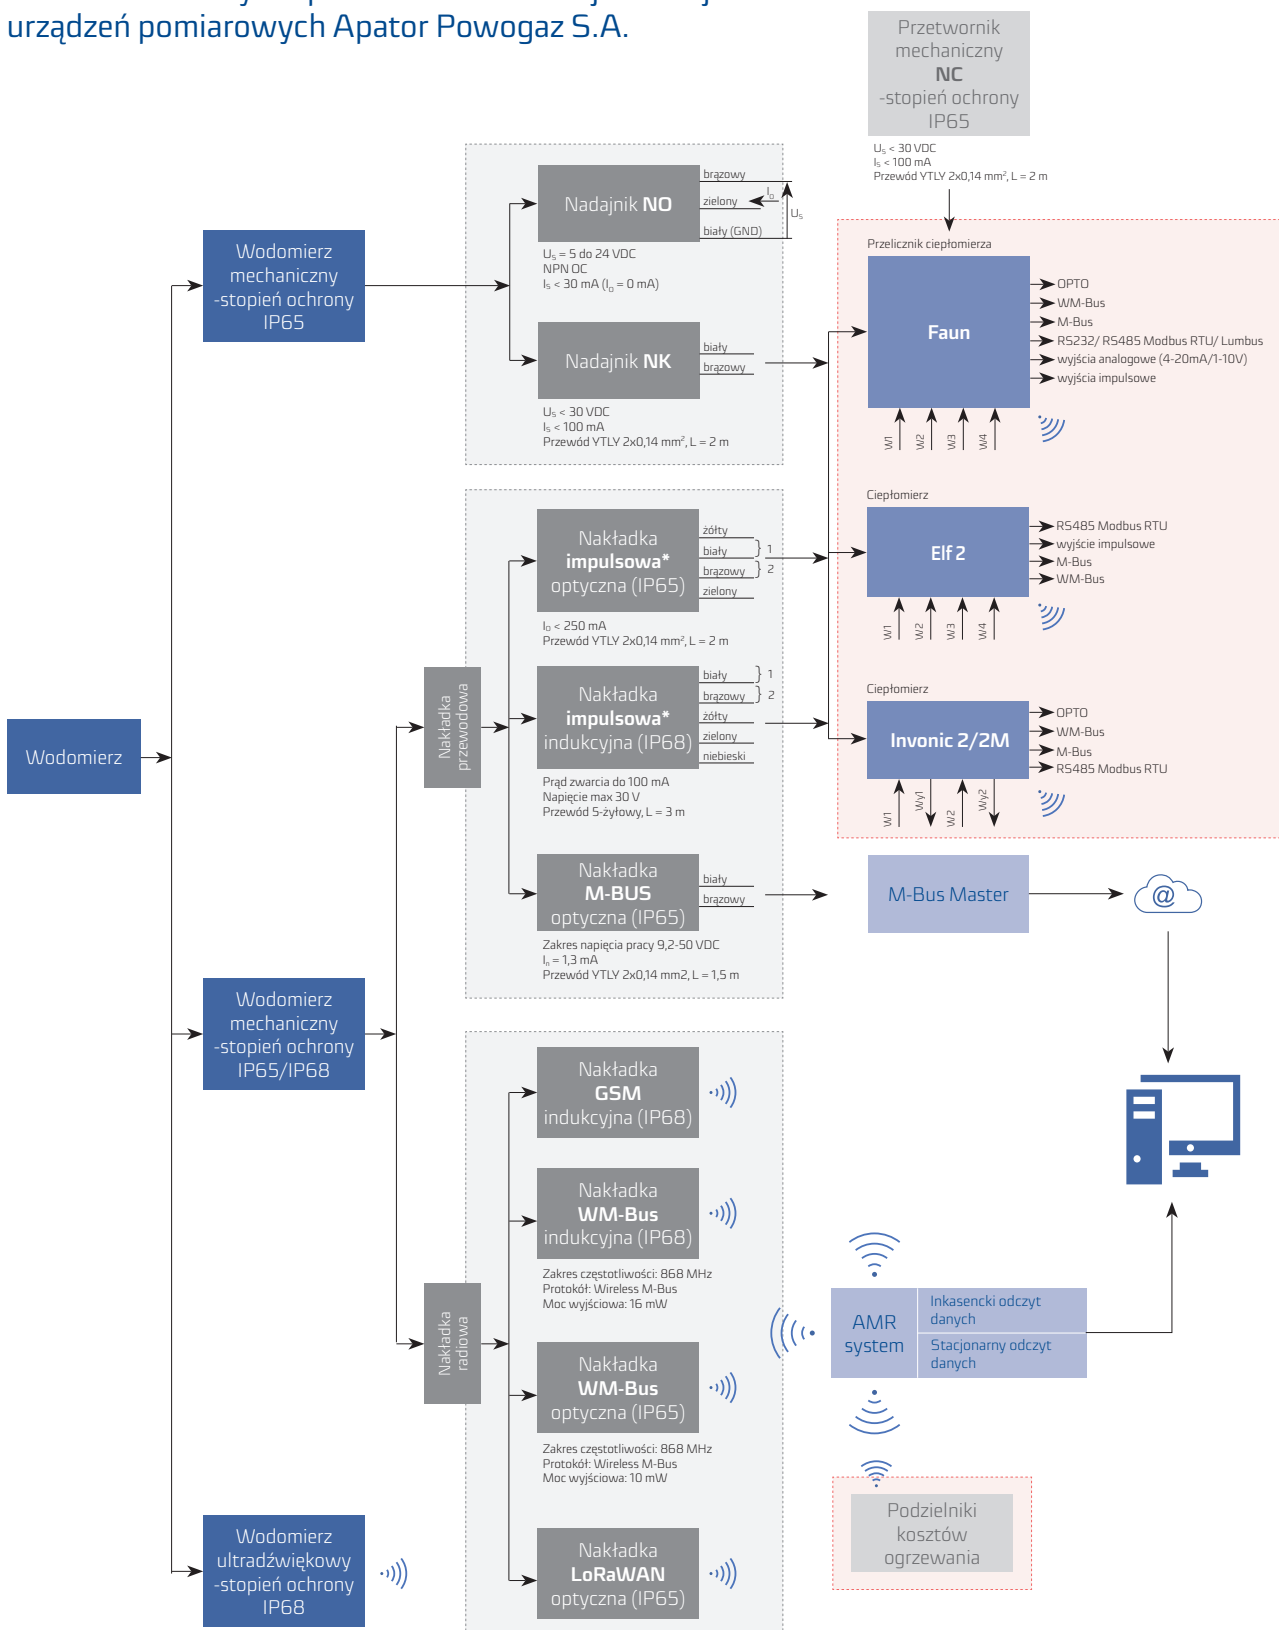 urządzeń pomiarowych Apator Powogaz S.A.
Przetwornik
mechaniczny
NC
-stopień ochrony
IP65
U₅ < 30 VDC
I₅ < 100 mA
Przewód YTLY 2x0,14 mm², L = 2 m
Nadajnik NO
brązowy
zielony
biały (GND)
I₀
U₅
U₅ = 5 do 24 VDC
NPN OC
I₅ < 30 mA (I₀ = 0 mA)
Nadajnik NK
biały
brązowy
U₅ < 30 VDC
I₅ < 100 mA
Przewód YTLY 2x0,14 mm², L = 2 m
Wodomierz
mechaniczny
-stopień ochrony
IP65
Przelicznik ciepłomierza
Faun
OPTO
WM-Bus
M-Bus
RS232/ RS485 Modbus RTU/ Lumbus
wyjścia analogowe (4-20mA/1-10V)
wyjścia impulsowe
W1
W2
W3
W4
Ciepłomierz
Elf 2
RS485 Modbus RTU
wyjście impulsowe
M-Bus
WM-Bus
W1
W2
W3
W4
Ciepłomierz
Invonic 2/2M
OPTO
WM-Bus
M-Bus
RS485 Modbus RTU
W1
Wy1
W2
Wy2
Nakładka
impulsowa*
optyczna (IP65)
żółty
biały
brązowy
zielony
} 1
} 2
I₀ < 250 mA
Przewód YTLY 2x0,14 mm², L = 2 m
Nakładka
impulsowa*
indukcyjna (IP68)
biały
brązowy
żółty
zielony
niebieski
} 1
} 2
Prąd zwarcia do 100 mA
Napięcie max 30 V
Przewód 5-żyłowy, L = 3 m
Nakładka
M-BUS
optyczna (IP65)
biały
brązowy
Zakres napięcia pracy 9,2-50 VDC
Iₙ = 1,3 mA
Przewód YTLY 2x0,14 mm2, L = 1,5 m
Nakładka
przewodowa
Wodomierz
M-Bus Master
@
Wodomierz
mechaniczny
-stopień ochrony
IP65/IP68
Nakładka
GSM
indukcyjna (IP68)
Nakładka
WM-Bus
indukcyjna (IP68)
Zakres częstotliwości: 868 MHz
Protokół: Wireless M-Bus
Moc wyjściowa: 16 mW
Nakładka
radiowa
Nakładka
WM-Bus
optyczna (IP65)
Zakres częstotliwości: 868 MHz
Protokół: Wireless M-Bus
Moc wyjściowa: 10 mW
AMR
system
Inkasencki odczyt
danych
Stacjonarny odczyt
danych
Podzielniki
kosztów
ogrzewania
Wodomierz
ultradźwiękowy
-stopień ochrony
IP68
Nakładka
LoRaWAN
optyczna (IP65)